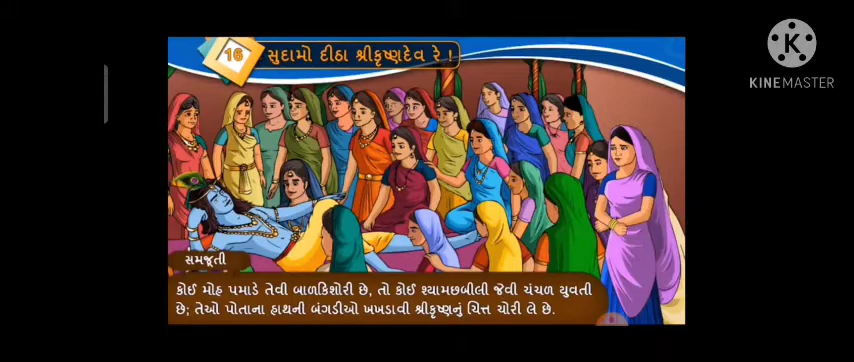 16 સુદામો દીઠા શ્રીકૃષ્ણદેવ રે !
K
KINEMASTER
સમજૂતી
કોઈ મોહ પમાડે તેવી બાળકિશોરી છે, તો કોઈ શ્યામછબીલી જેવી ચંચળ યુવતી
છે; તેઓ પોતાના હાથની બંગડીઓ ખખડાવી શ્રીકૃષ્ણનું ચિત્ત ચોરી લે છે.